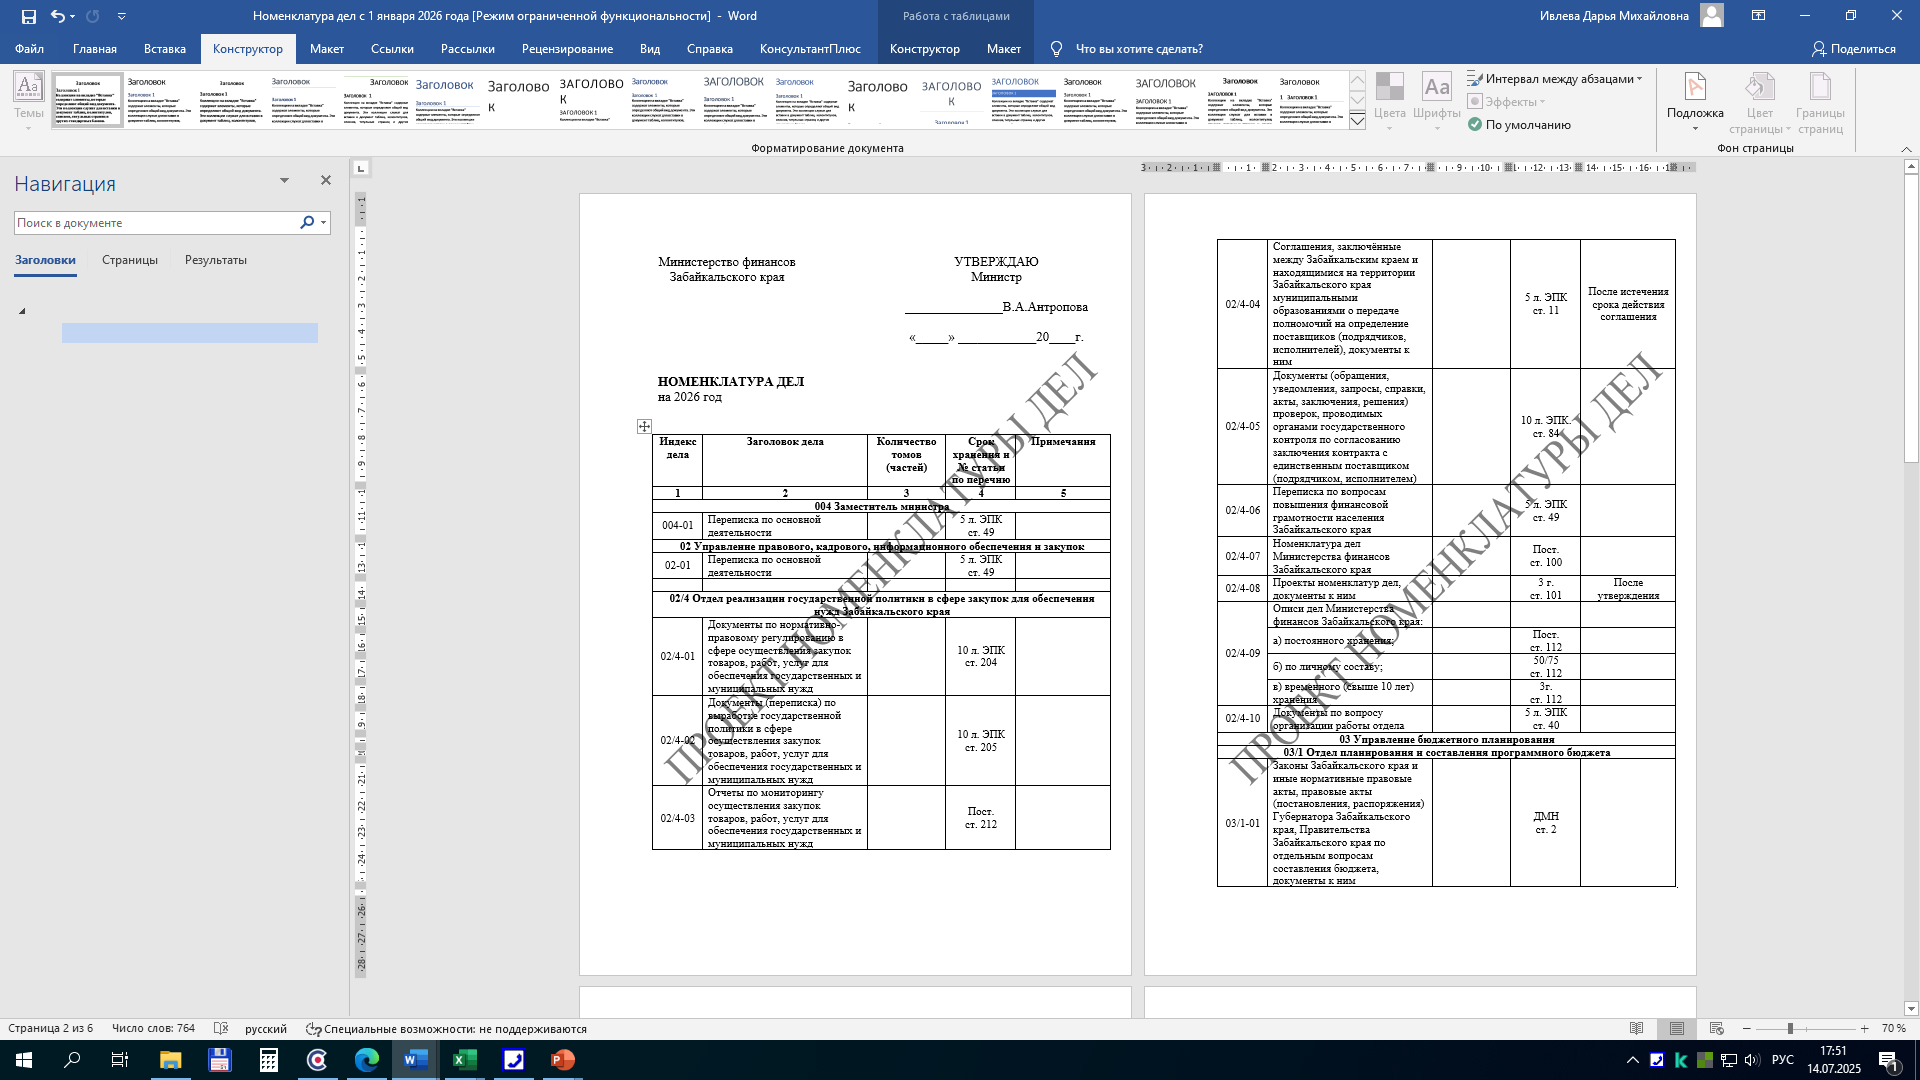 Номенклатура дел с 1 января 2026 года [Режим ограниченной функциональности] - Word
Работа с таблицами
Ивлева Дарья Михайловна
Файл Главная Вставка Конструктор Макет Ссылки Рассылки Рецензирование Вид Справка КонсультантПлюс Конструктор Макет Что вы хотите сделать? Поделиться
Темы
Цвета
Шрифты
Интервал между абзацами
Эффекты
По умолчанию
Подложка
Цвет страницы
Границы страниц
Форматирование документа
Фон страницы
Навигация
Поиск в документе
Заголовки Страницы Результаты
Министерство финансов
Забайкальского края
УТВЕРЖДАЮ
Министр
_______________В.А.Антропова
«_____» ____________20____г.
НОМЕНКЛАТУРА ДЕЛ
на 2026 год
Индекс дела
Заголовок дела
Количество томов (частей)
Срок хранения и № статьи по перечню
Примечания
1 2 3 4 5
004 Заместитель министра
004-01
Переписка по основной
деятельности
5 л. ЭПК
ст. 49
02 Управление правового, кадрового, информационного обеспечения и закупок
02-01
Переписка по основной
деятельности
5 л. ЭПК
ст. 49
02/4 Отдел реализации государственной политики в сфере закупок для обеспечения
нужд Забайкальского края
02/4-01
Документы по нормативно-
правовому регулированию в
сфере осуществления закупок
товаров, работ, услуг для
обеспечения государственных и
муниципальных нужд
10 л. ЭПК
ст. 204
02/4-02
Документы (переписка) по
выработке государственной
политики в сфере
осуществления закупок
товаров, работ, услуг для
обеспечения государственных и
муниципальных нужд
10 л. ЭПК
ст. 205
02/4-03
Отчеты по мониторингу
осуществления закупок
товаров, работ, услуг для
обеспечения государственных и
муниципальных нужд
Пост.
ст. 212
ПРОЕКТ НОМЕНКЛАТУРЫ ДЕЛ
02/4-04
Соглашения, заключённые
между Забайкальским краем и
находящимися на территории
Забайкальского края
муниципальными
образованиями о передаче
полномочий на определение
поставщиков (подрядчиков,
исполнителей), документы к
ним
5 л. ЭПК
ст. 11
После истечения
срока действия
соглашения
02/4-05
Документы (обращения,
уведомления, запросы, справки,
акты, заключения, решения)
проверок, проводимых
органами государственного
контроля по согласованию
заключения контракта с
единственным поставщиком
(подрядчиком, исполнителем)
10 л. ЭПК.
ст. 84
02/4-06
Переписка по вопросам
повышения финансовой
грамотности населения
Забайкальского края
5 л. ЭПК
ст. 49
02/4-07
Номенклатура дел
Министерства финансов
Забайкальского края
Пост.
ст. 100
02/4-08
Проекты номенклатур дел,
документы к ним
3 г.
ст. 101
После
утверждения
02/4-09
Описи дел Министерства
финансов Забайкальского края:
а) постоянного хранения;
Пост.
ст. 112
б) по личному составу;
50/75
ст. 112
в) временного (свыше 10 лет)
хранения
3г.
ст. 112
02/4-10
Документы по вопросу
организации работы отдела
5 л. ЭПК
ст. 40
03 Управление бюджетного планирования
03/1 Отдел планирования и составления программного бюджета
03/1-01
Законы Забайкальского края и
иные нормативные правовые
акты, правовые акты
(постановления, распоряжения)
Губернатора Забайкальского
края, Правительства
Забайкальского края по
отдельным вопросам
составления бюджета,
документы к ним
ДМН
ст. 2
ПРОЕКТ НОМЕНКЛАТУРЫ ДЕЛ
Страница 2 из 6 Число слов: 764 русский Специальные возможности: не поддерживаются 70 %
РУС
17:51
14.07.2025